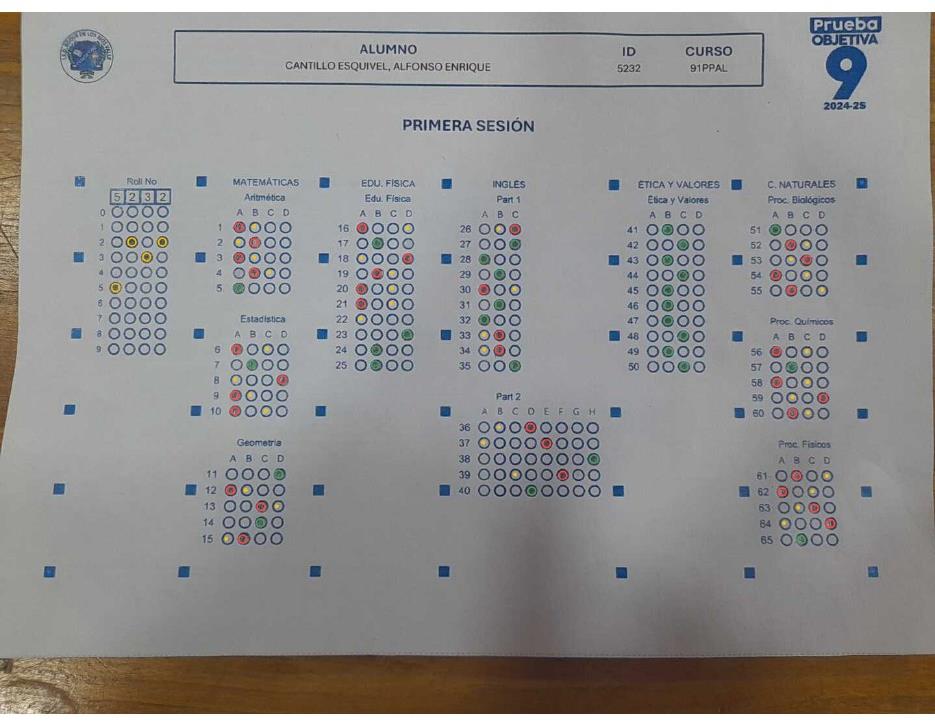 Prueba
OBJETIVA
9
2024-25
ALUMNO ID CURSO
CANTILLO ESQUIVEL, ALFONSO ENRIQUE 5232 91PPAL
PRIMERA SESIÓN
Roll No
5 2 3 2
0
1
2
3
4
5
6
7
8
9
MATEMÁTICAS
Aritmética
A B C D
1
2
3
4
5
Estadística
A B C D
6
7
8
9
10
Geometria
A B C D
11
12
13
14
15
EDU. FÍSICA
Edu. Física
A B C D
16
17
18
19
20
21
22
23
24
25
INGLÉS
Part 1
A B C
26
27
28
29
30
31
32
33
34
35
Part 2
A B C D E F G H
36
37
38
39
40
ÉTICA Y VALORES
Ética y Valores
A B C D
41
42
43
44
45
46
47
48
49
50
C. NATURALES
Proc. Biológicos
A B C D
51
52
53
54
55
Proc. Químicos
A B C D
56
57
58
59
60
Proc. Físicos
A B C D
61
62
63
64
65